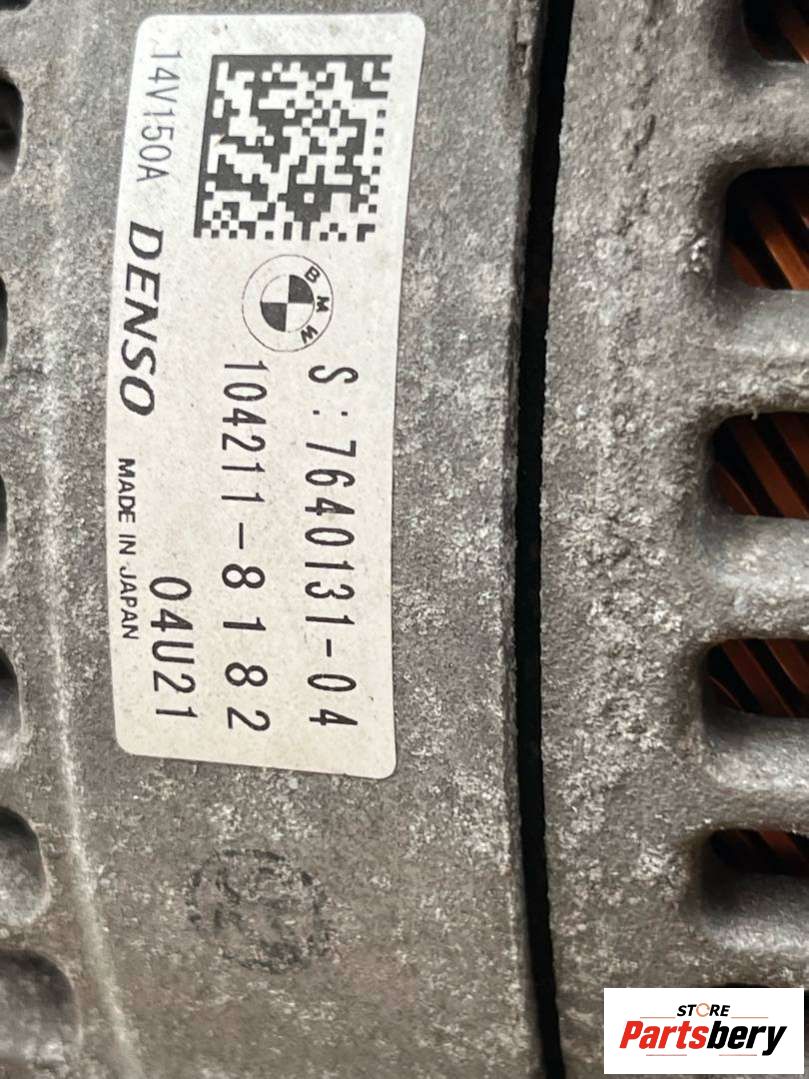 BMW
S:7640131-04
104211-8182
04U21
14V150A DENSO MADE IN JAPAN
STORE
Partsbery